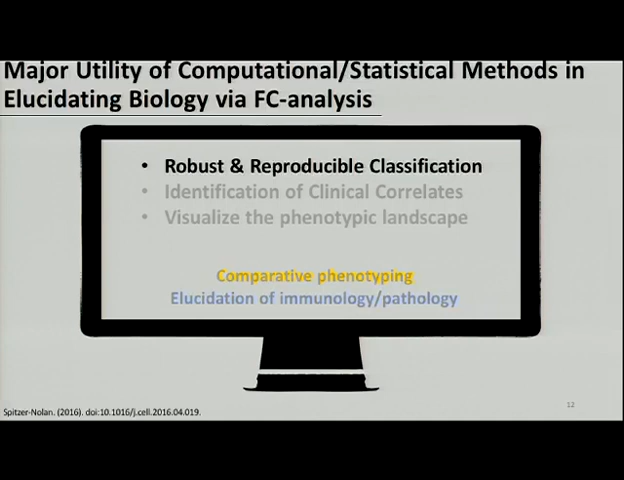 Major Utility of Computational/Statistical Methods in
Elucidating Biology via FC-analysis
• Robust & Reproducible Classification
• Identification of Clinical Correlates
• Visualize the phenotypic landscape
Comparative phenotyping
Elucidation of immunology/pathology
Spitzer-Nolan. (2016). doi:10.1016/j.cell.2016.04.019.
12